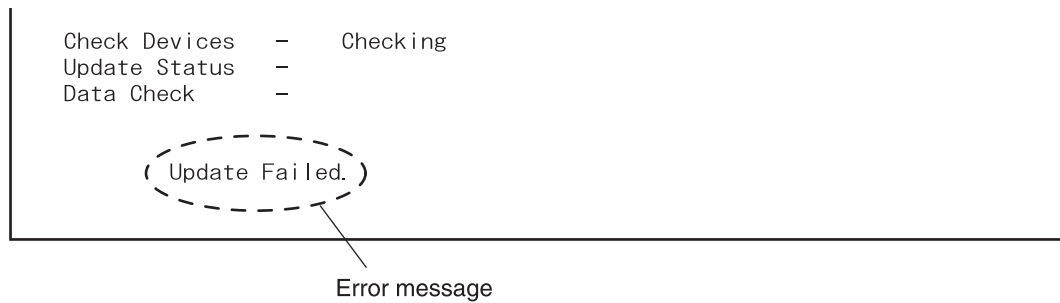 Check Devices – Checking
Update Status –
Data Check –
Update Failed.
Error message